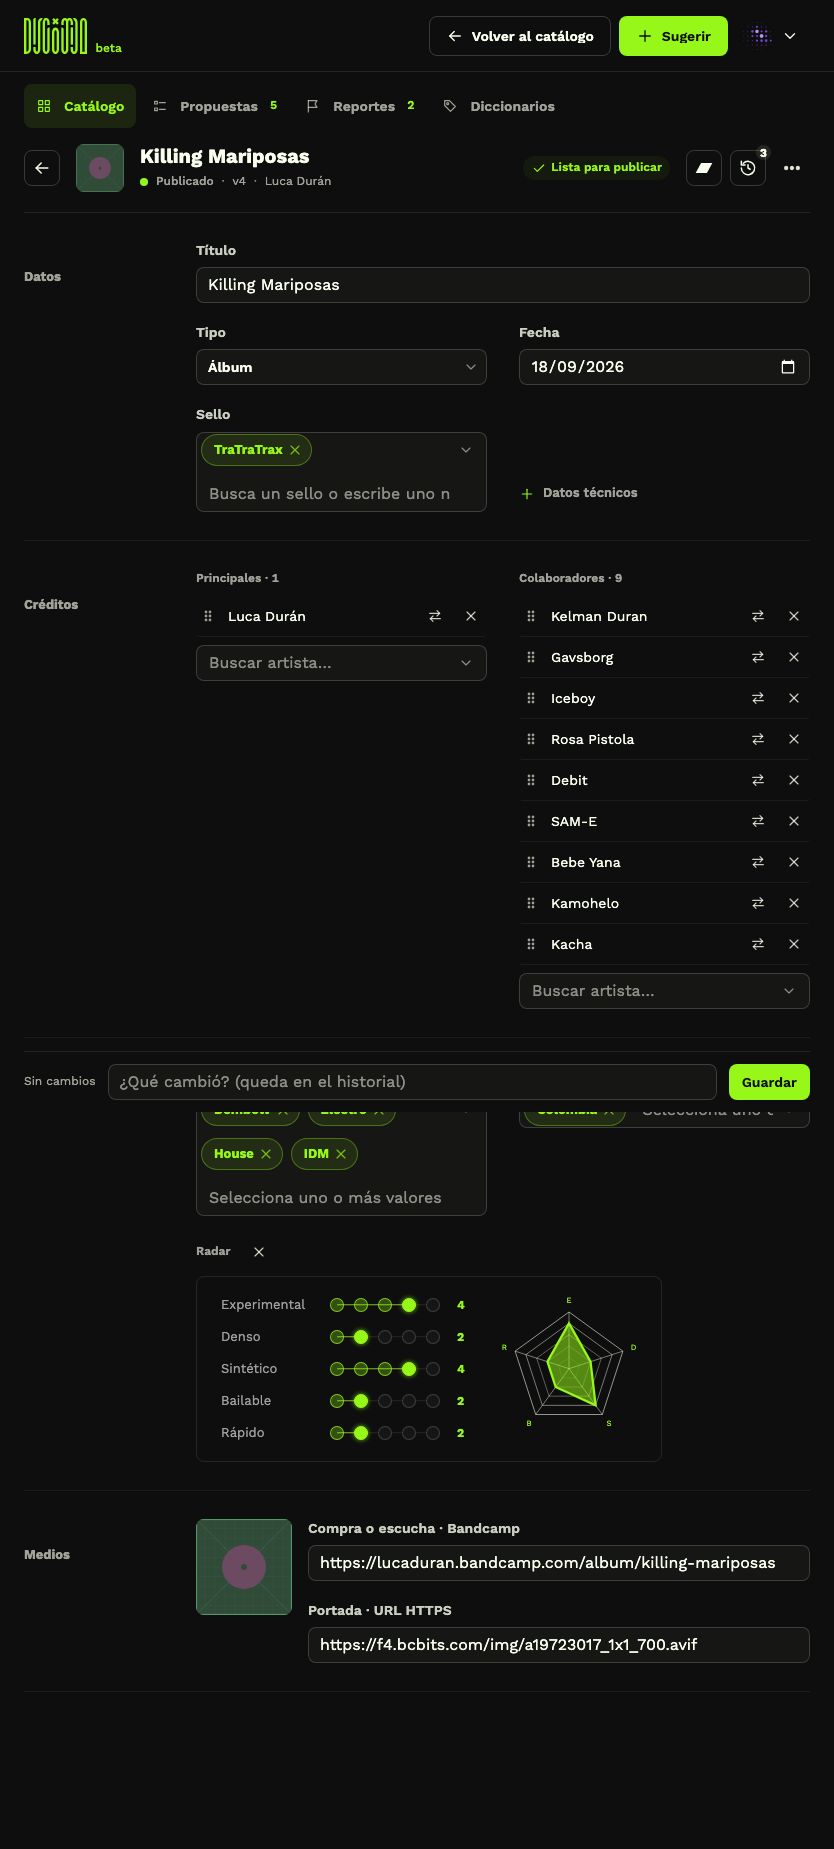 beta
Volver al catálogo
Sugerir
Catálogo
Propuestas 5
Reportes 2
Diccionarios
Killing Mariposas
Publicado · v4 · Luca Durán
Lista para publicar
3
Datos
Título
Killing Mariposas
Tipo
Álbum
Fecha
18/09/2026
Sello
TraTraTrax
Busca un sello o escribe uno n
Datos técnicos
Créditos
Principales · 1
Luca Durán
Buscar artista...
Colaboradores · 9
Kelman Duran
Gavsborg
Iceboy
Rosa Pistola
Debit
SAM-E
Bebe Yana
Kamohelo
Kacha
Buscar artista...
Sin cambios
¿Qué cambió? (queda en el historial)
Guardar
House
IDM
Selecciona uno o más valores
Radar
Experimental 4
Denso 2
Sintético 4
Bailable 2
Rápido 2
E
D
S
B
R
Medios
Compra o escucha · Bandcamp
https://lucaduran.bandcamp.com/album/killing-mariposas
Portada · URL HTTPS
https://f4.bcbits.com/img/a19723017_1x1_700.avif